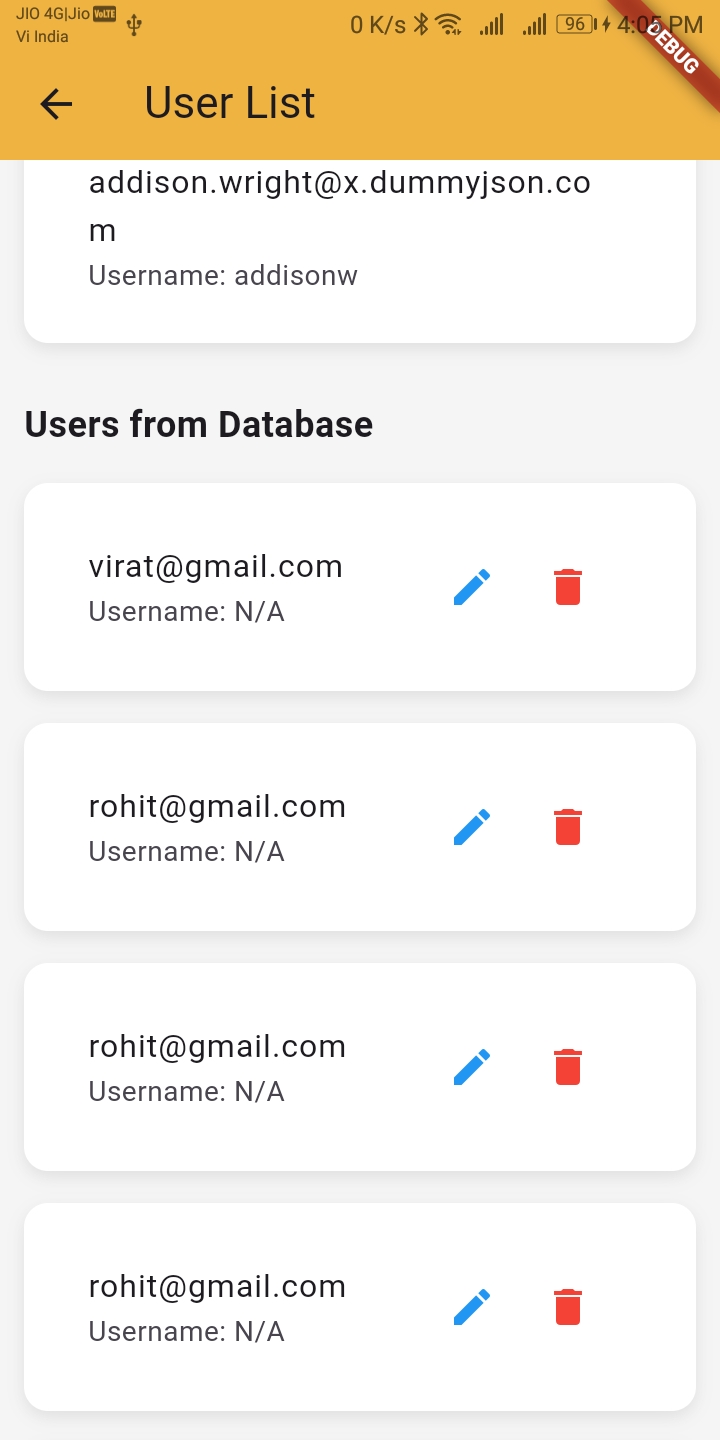 JIO 4G|Jio VoLTE
Vi India
0 K/s 96 4:05 PM
DEBUG
User List
addison.wright@x.dummyjson.co
m
Username: addisonw
Users from Database
virat@gmail.com
Username: N/A
rohit@gmail.com
Username: N/A
rohit@gmail.com
Username: N/A
rohit@gmail.com
Username: N/A